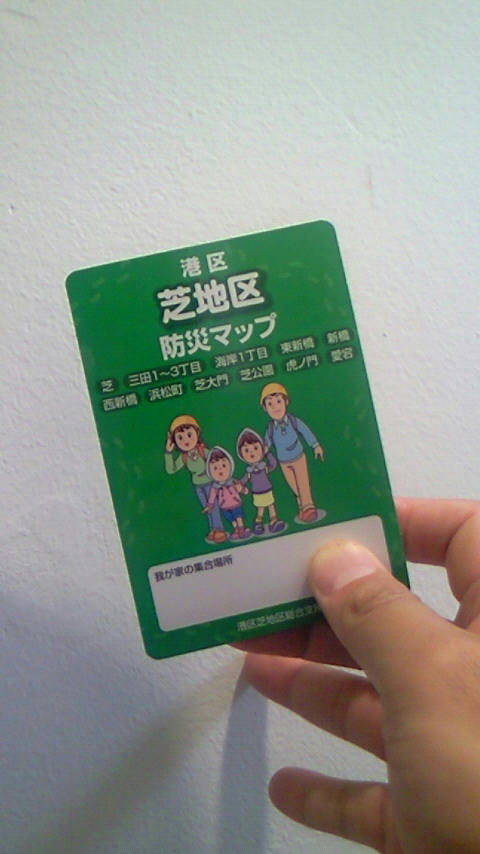 港区
芝地区
防災マップ
芝 三田1～3丁目 海岸1丁目 東新橋 新橋
西新橋 浜松町 芝大門 芝公園 虎ノ門 愛宕
我が家の集合場所
港区芝地区総合支